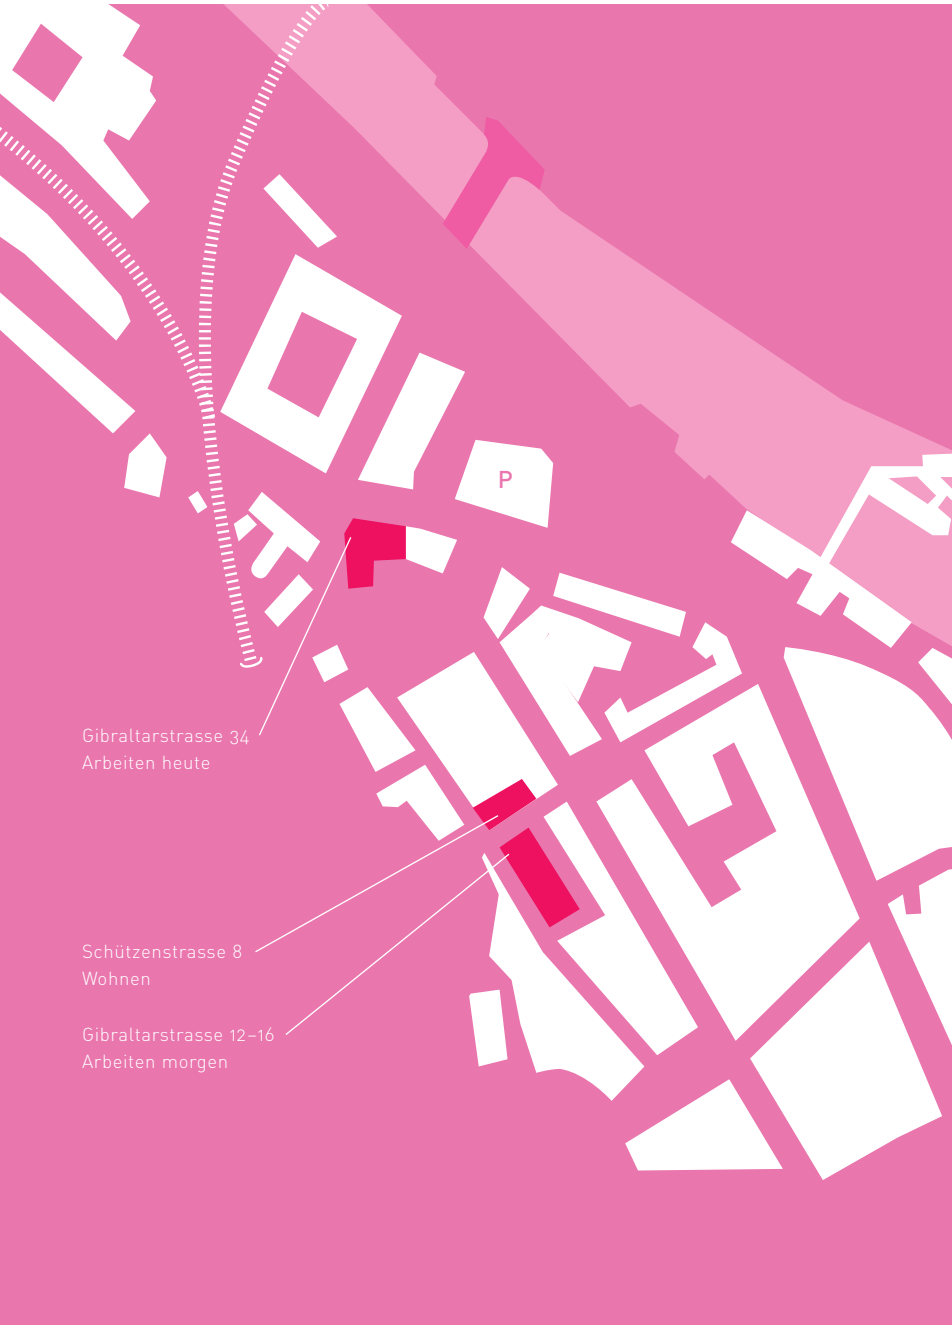 P
Gibraltarstrasse 34
Arbeiten heute
Schützenstrasse 8
Wohnen
Gibraltarstrasse 12–16
Arbeiten morgen